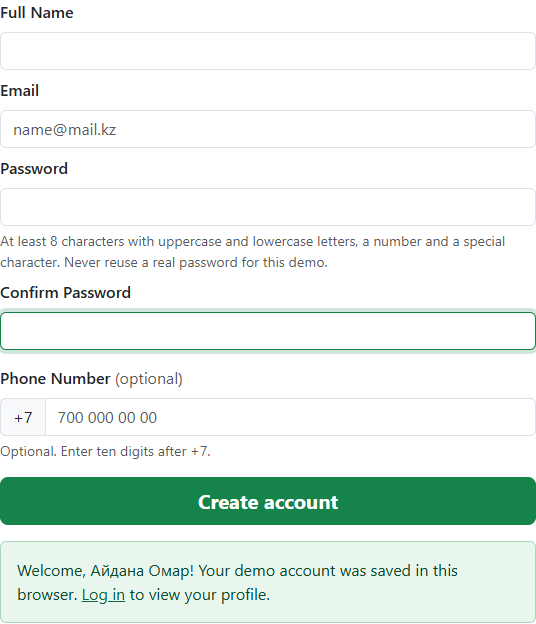 Full Name
Email
name@mail.kz
Password
At least 8 characters with uppercase and lowercase letters, a number and a special
character. Never reuse a real password for this demo.
Confirm Password
Phone Number (optional)
+7 700 000 00 00
Optional. Enter ten digits after +7.
Create account
Welcome, Айдана Омар! Your demo account was saved in this
browser. Log in to view your profile.